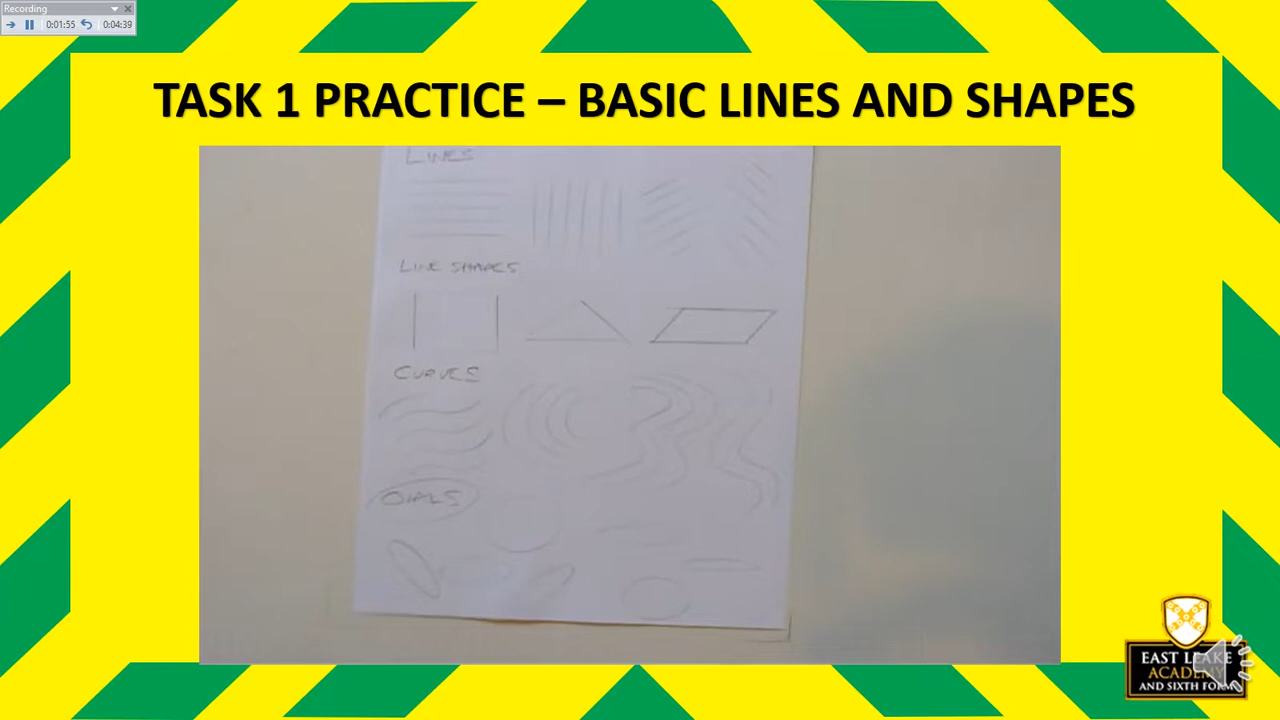 Recording
0:01:55 0:04:39
TASK 1 PRACTICE – BASIC LINES AND SHAPES
LINES
LINE SHAPES
CURVES
OVALS
EAST LEAKE
ACADEMY
AND SIXTH FORM